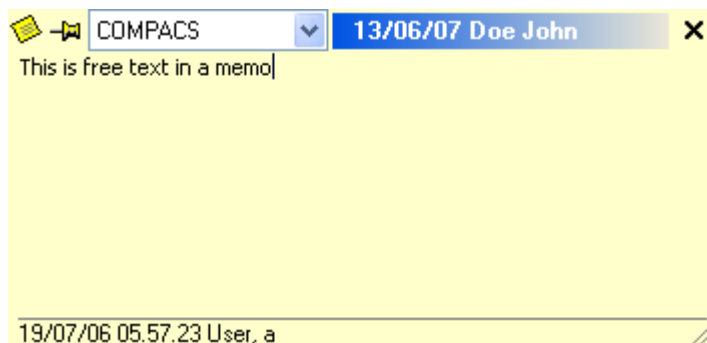 COMPACS 13/06/07 Doe John
This is free text in a memo
19/07/06 05.57.23 User, a